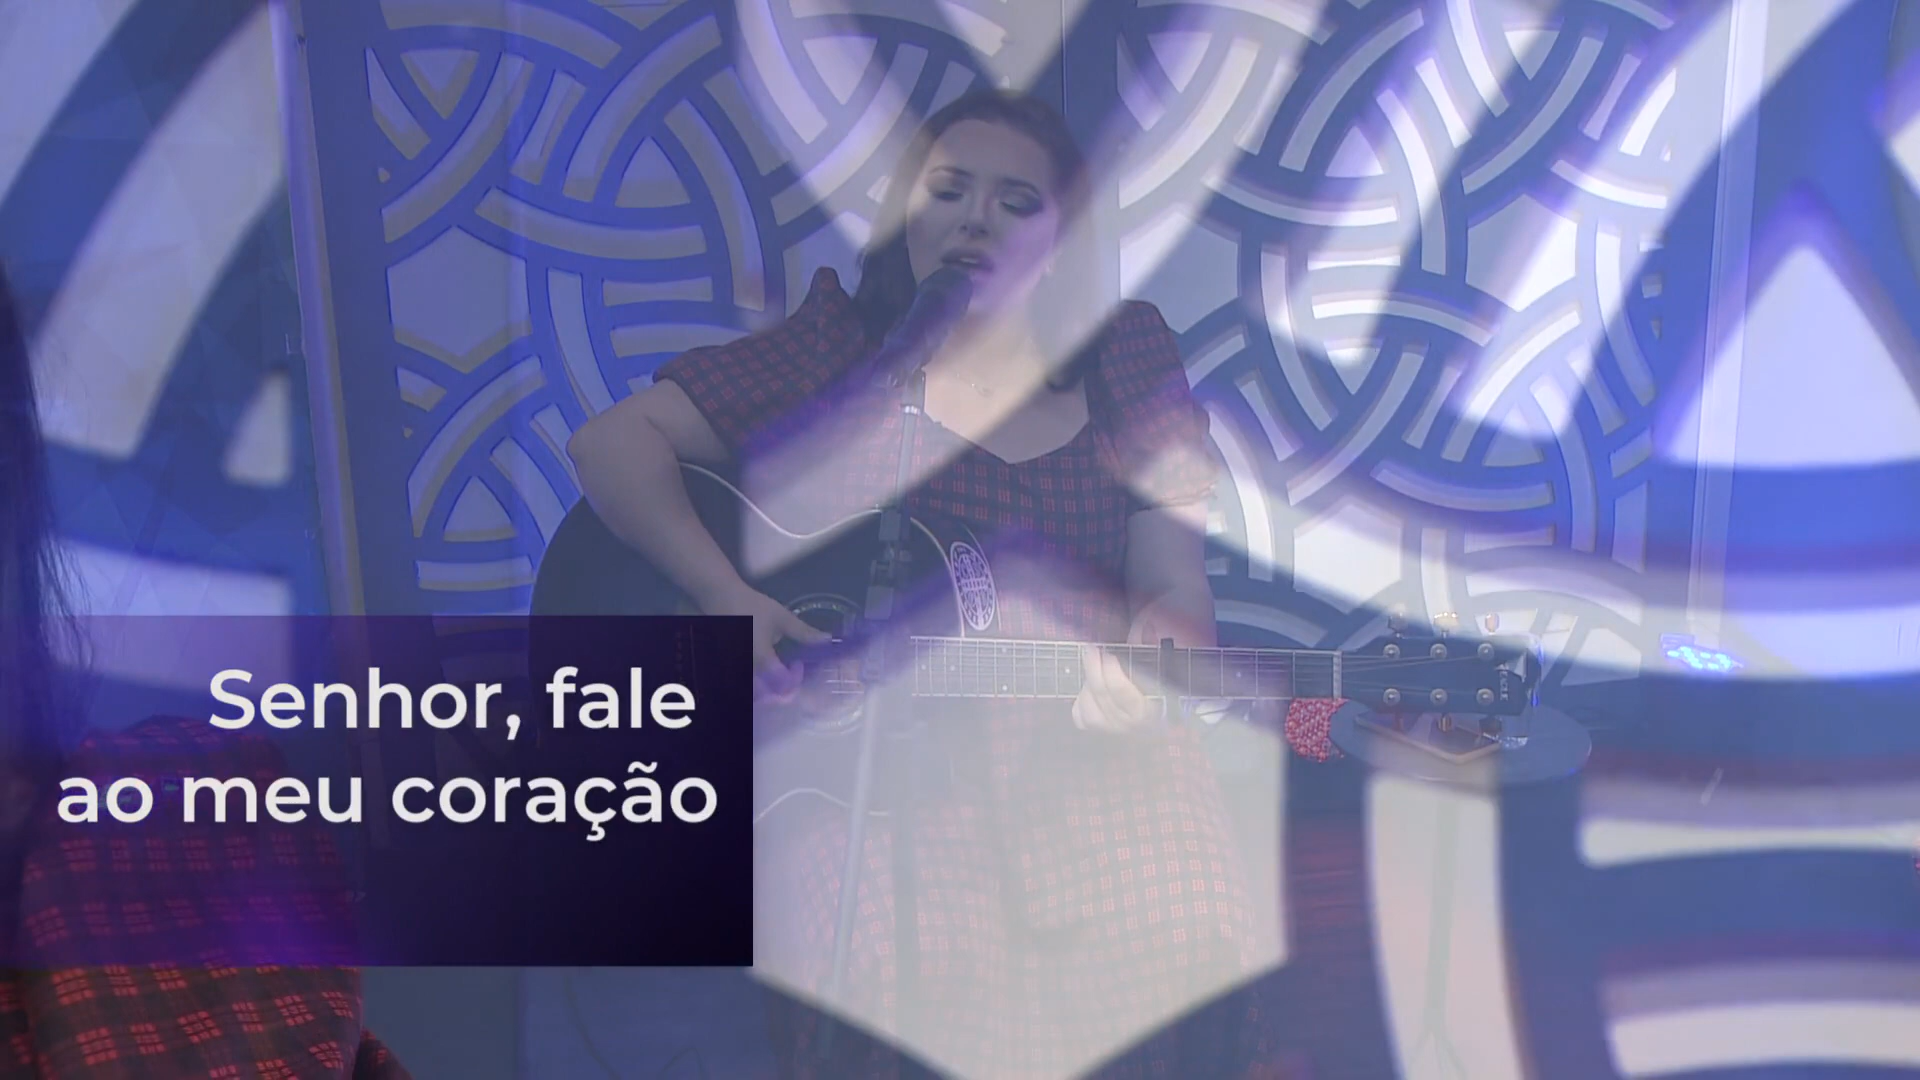 Senhor, fale
ao meu coração